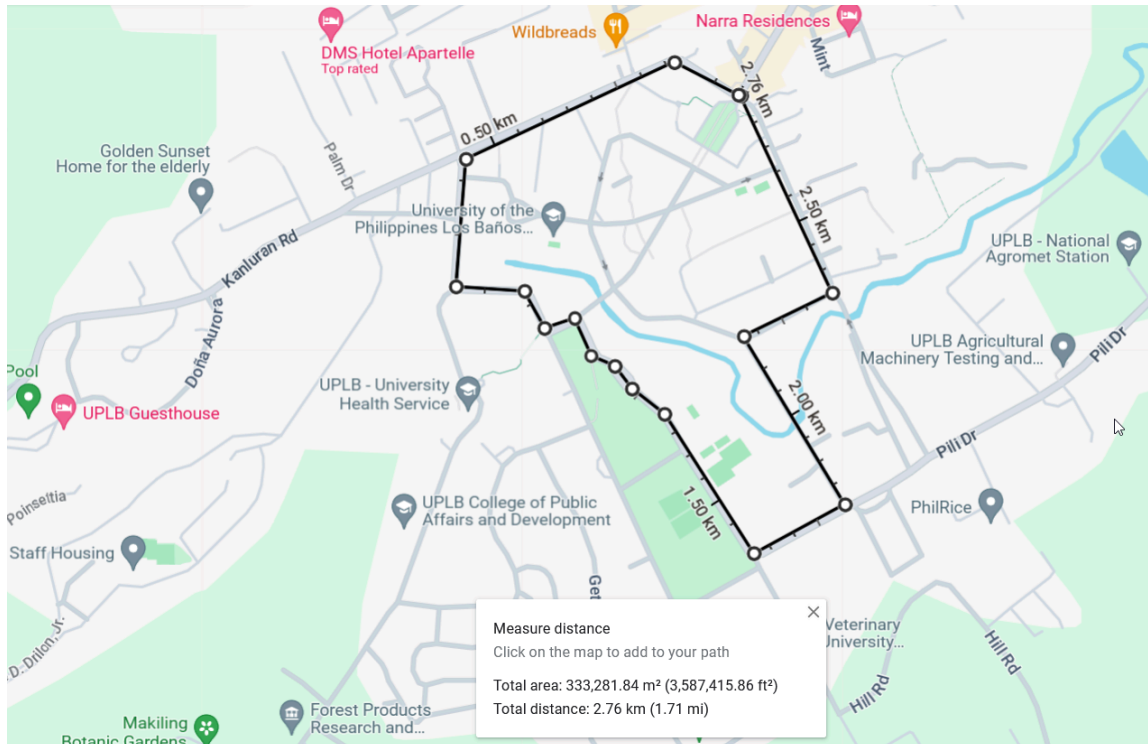 Wildbreads
Narra Residences
DMS Hotel Apartelle
Top rated
Mint
2.76 km
0.50 km
Golden Sunset
Home for the elderly
Palm Dr
University of the
Philippines Los Baños...
2.50 km
Kanluran Rd
UPLB - National
Agromet Station
Doña Aurora
UPLB Agricultural
Machinery Testing and...
Pili Dr
Pool
UPLB Guesthouse
UPLB - University
Health Service
2.00 km
Pili Dr
Poinseltia
1.50 km
UPLB College of Public
Affairs and Development
PhilRice
Staff Housing
Get
D. Drilon, Jr.
Veterinary
University...
Hill Rd
Hill Rd
Measure distance
Click on the map to add to your path
Total area: 333,281.84 m² (3,587,415.86 ft²)
Total distance: 2.76 km (1.71 mi)
Forest Products
Research and...
Makiling
Botanic Gardens